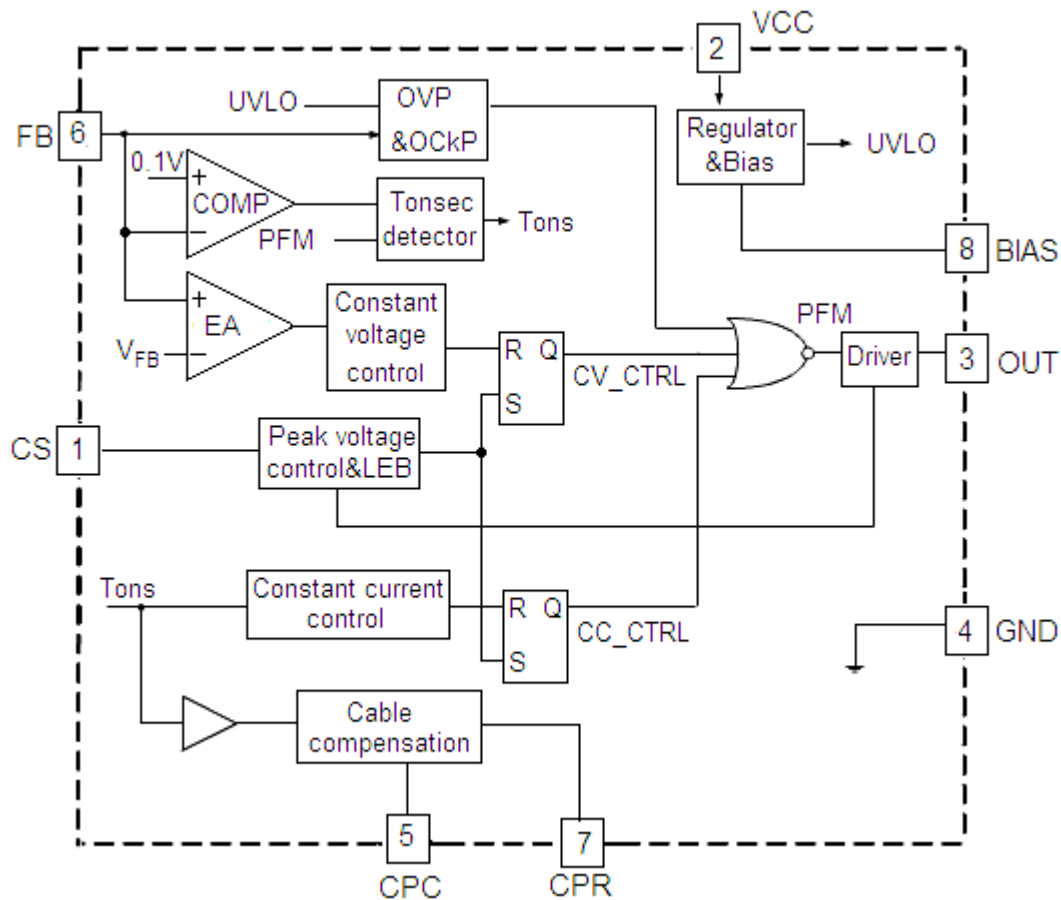 VCC
2
UVLO
OVP
&OCkP
Regulator
&Bias
UVLO
FB
6
0.1V
+
COMP
−
PFM
Tonsec
detector
Tons
8
BIAS
+
EA
−
VFB
Constant
voltage
control
R Q
S
CV_CTRL
PFM
Driver
3
OUT
CS
1
Peak voltage
control&LEB
Tons
Constant current
control
R Q
S
CC_CTRL
4
GND
Cable
compensation
5
CPC
7
CPR